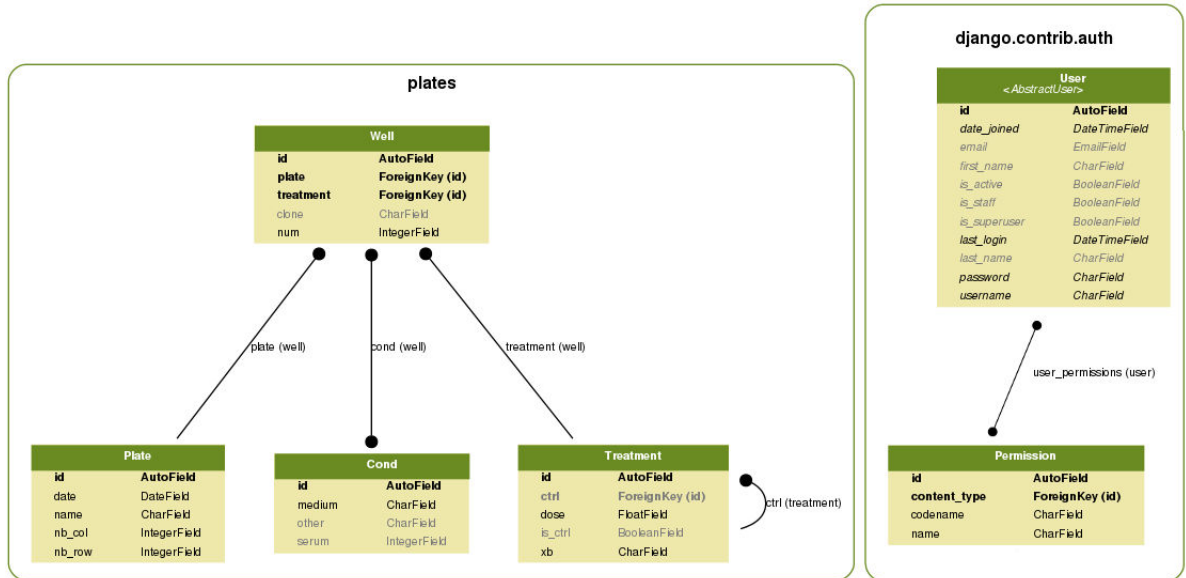 plates
Well
id AutoField
plate ForeignKey (id)
treatment ForeignKey (id)
clone CharField
num IntegerField
plate (well)
cond (well)
treatment (well)
Plate
id AutoField
date DateField
name CharField
nb_col IntegerField
nb_row IntegerField
Cond
id AutoField
medium CharField
other CharField
serum IntegerField
Treatment
id AutoField
ctrl ForeignKey (id)
dose FloatField
is_ctrl BooleanField
xb CharField
ctrl (treatment)
django.contrib.auth
User
<AbstractUser>
id AutoField
date_joined DateTimeField
email EmailField
first_name CharField
is_active BooleanField
is_staff BooleanField
is_superuser BooleanField
last_login DateTimeField
last_name CharField
password CharField
username CharField
user_permissions (user)
Permission
id AutoField
content_type ForeignKey (id)
codename CharField
name CharField